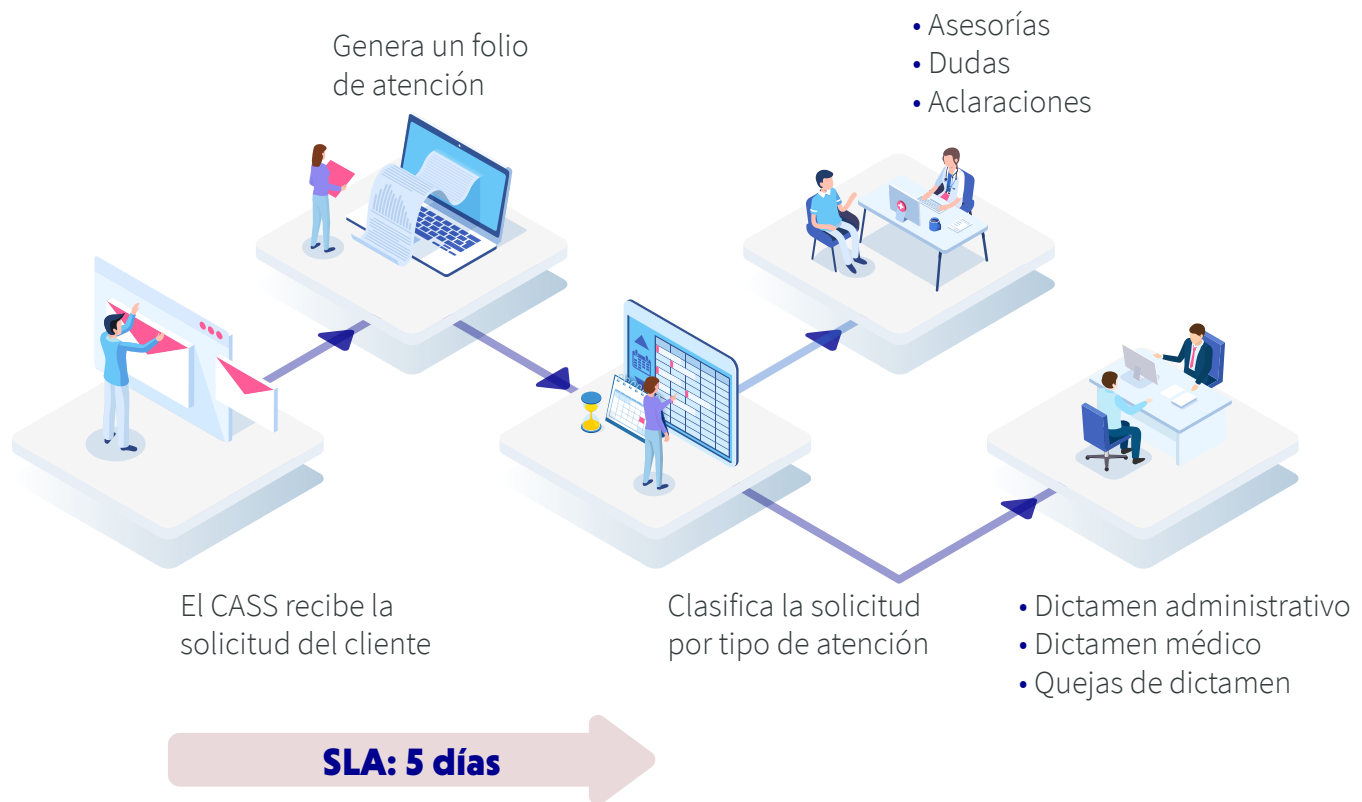 Genera un folio
de atención
• Asesorías
• Dudas
• Aclaraciones
El CASS recibe la
solicitud del cliente
Clasifica la solicitud
por tipo de atención
• Dictamen administrativo
• Dictamen médico
• Quejas de dictamen
SLA: 5 días